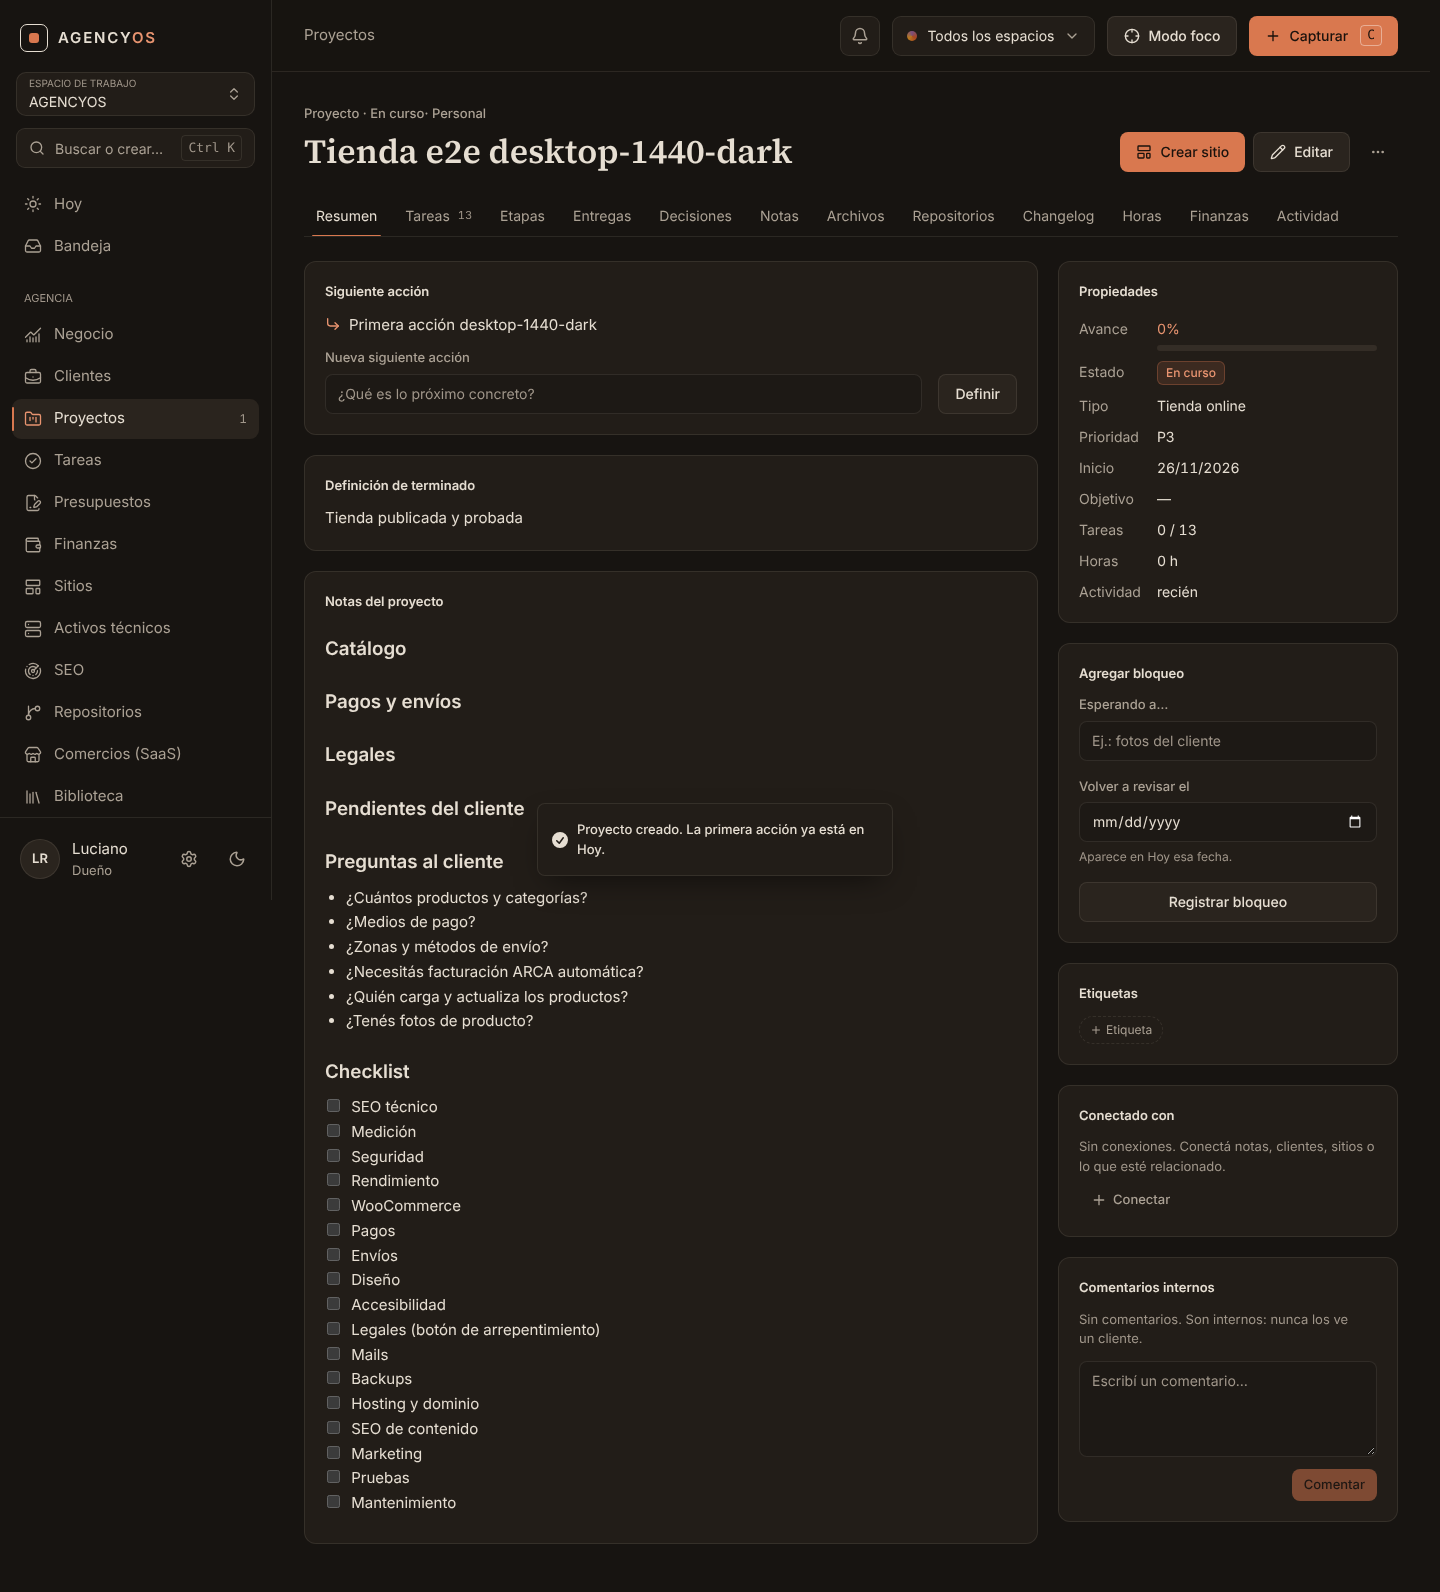 AGENCYOS
ESPACIO DE TRABAJO
AGENCYOS
Buscar o crear... Ctrl K
Hoy
Bandeja
AGENCIA
Negocio
Clientes
Proyectos 1
Tareas
Presupuestos
Finanzas
Sitios
Activos técnicos
SEO
Repositorios
Comercios (SaaS)
Biblioteca
LR
Luciano
Dueño
Proyectos
Todos los espacios
Modo foco
Capturar C
Proyecto · En curso· Personal
Tienda e2e desktop-1440-dark
Crear sitio
Editar
Resumen Tareas 13 Etapas Entregas Decisiones Notas Archivos Repositorios Changelog Horas Finanzas Actividad
Siguiente acción
Primera acción desktop-1440-dark
Nueva siguiente acción
¿Qué es lo próximo concreto? Definir
Definición de terminado
Tienda publicada y probada
Notas del proyecto
Catálogo
Pagos y envíos
Legales
Pendientes del cliente
Preguntas al cliente
¿Cuántos productos y categorías?
¿Medios de pago?
¿Zonas y métodos de envío?
¿Necesitás facturación ARCA automática?
¿Quién carga y actualiza los productos?
¿Tenés fotos de producto?
Checklist
SEO técnico
Medición
Seguridad
Rendimiento
WooCommerce
Pagos
Envíos
Diseño
Accesibilidad
Legales (botón de arrepentimiento)
Mails
Backups
Hosting y dominio
SEO de contenido
Marketing
Pruebas
Mantenimiento
Proyecto creado. La primera acción ya está en
Hoy.
Propiedades
Avance 0%
Estado En curso
Tipo Tienda online
Prioridad P3
Inicio 26/11/2026
Objetivo —
Tareas 0 / 13
Horas 0 h
Actividad recién
Agregar bloqueo
Esperando a...
Ej.: fotos del cliente
Volver a revisar el
mm/dd/yyyy
Aparece en Hoy esa fecha.
Registrar bloqueo
Etiquetas
+ Etiqueta
Conectado con
Sin conexiones. Conectá notas, clientes, sitios o
lo que esté relacionado.
+ Conectar
Comentarios internos
Sin comentarios. Son internos: nunca los ve
un cliente.
Escribí un comentario...
Comentar